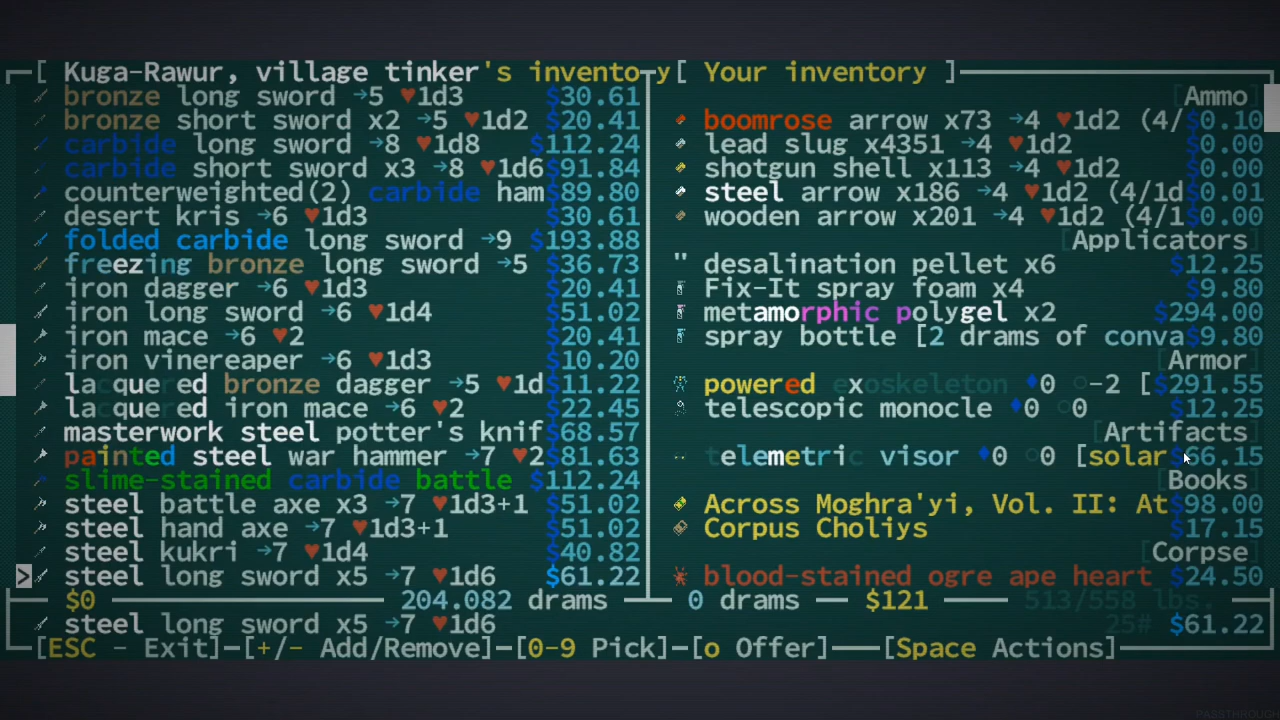 [ Kuga-Rawur, village tinker's inventory
bronze long sword →5 ♥1d3 $30.61
bronze short sword x2 →5 ♥1d2 $20.41
carbide long sword →8 ♥1d8 $112.24
carbide short sword x3 →8 ♥1d6 $91.84
counterweighted(2) carbide ham $89.80
desert kris →6 ♥1d3 $30.61
folded carbide long sword →9 $193.88
freezing bronze long sword →5 $36.73
iron dagger →6 ♥1d3 $20.41
iron long sword →6 ♥1d4 $51.02
iron mace →6 ♥2 $20.41
iron vinereaper →6 ♥1d3 $10.20
lacquered bronze dagger →5 ♥1d $11.22
lacquered iron mace →6 ♥2 $22.45
masterwork steel potter's knif $68.57
painted steel war hammer →7 ♥2 $81.63
slime-stained carbide battle $112.24
steel battle axe x3 →7 ♥1d3+1 $51.02
steel hand axe →7 ♥1d3+1 $51.02
steel kukri →7 ♥1d4 $40.82
> steel long sword x5 →7 ♥1d6 $61.22
$0 204.082 drams
[ Your inventory ]
[Ammo]
boomrose arrow x73 →4 ♥1d2 (4/ $0.10
lead slug x4351 →4 ♥1d2 $0.00
shotgun shell x113 →4 ♥1d2 $0.00
steel arrow x186 →4 ♥1d2 (4/1d $0.01
wooden arrow x201 →4 ♥1d2 (4/1 $0.00
[Applicators]
desalination pellet x6 $12.25
Fix-It spray foam x4 $9.80
metamorphic polygel x2 $294.00
spray bottle [2 drams of conva $9.80
[Armor]
powered exoskeleton ♦0 ○-2 [ $291.55
telescopic monocle ♦0 ○0 $12.25
[Artifacts]
telemetric visor ♦0 ○0 [solar $66.15
[Books]
Across Moghra'yi, Vol. II: At $98.00
Corpus Choliys $17.15
[Corpse]
blood-stained ogre ape heart $24.50
0 drams $121 513/558 lbs.
steel long sword x5 →7 ♥1d6 25# $61.22
[ESC - Exit] [+/- Add/Remove] [0-9 Pick] [o Offer] [Space Actions]